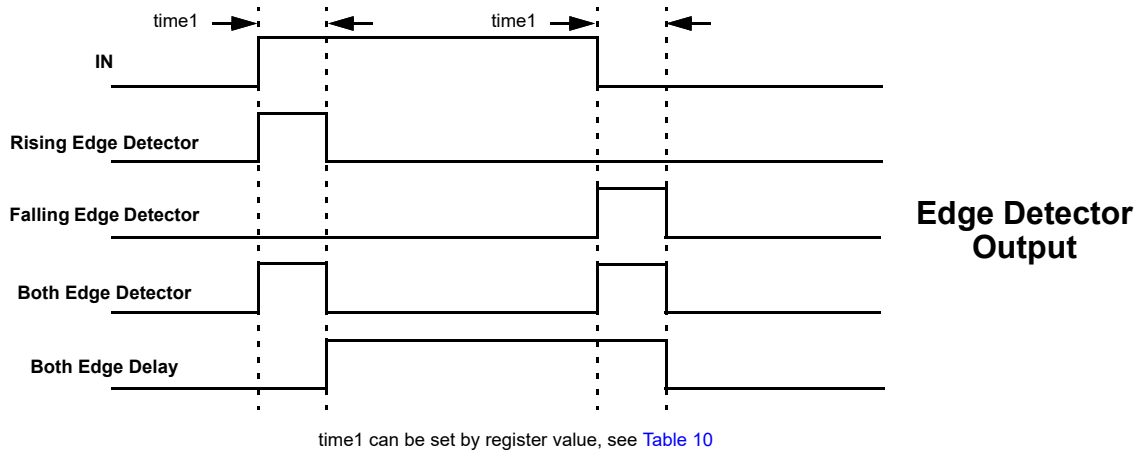 time1
time1
IN
Rising Edge Detector
Falling Edge Detector
Both Edge Detector
Both Edge Delay
Edge Detector
Output
time1 can be set by register value, see Table 10